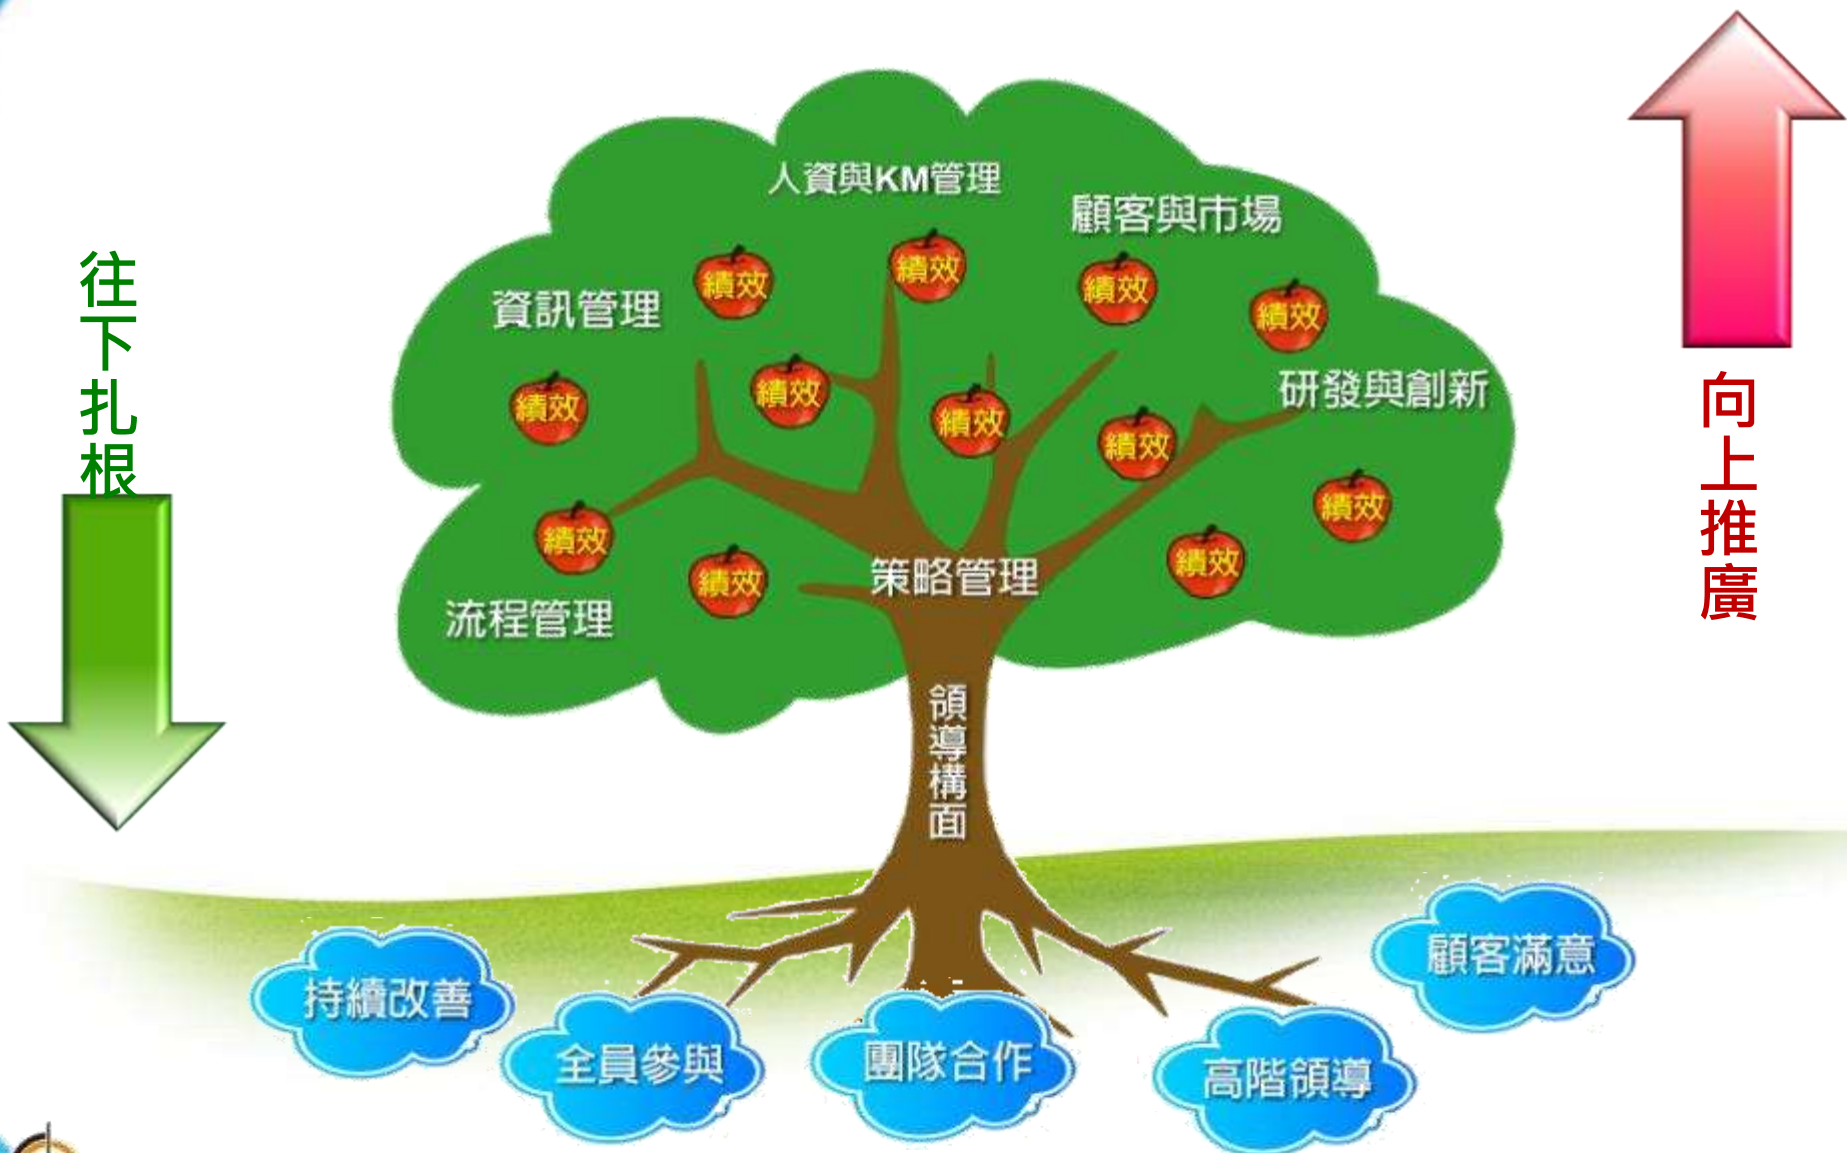 人資與KM管理
顧客與市場
資訊管理
研發與創新
流程管理
策略管理
領導構面
績效
績效
績效
績效
績效
績效
績效
績效
績效
績效
績效
績效
往下扎根
向上推廣
持續改善
全員參與
團隊合作
高階領導
顧客滿意